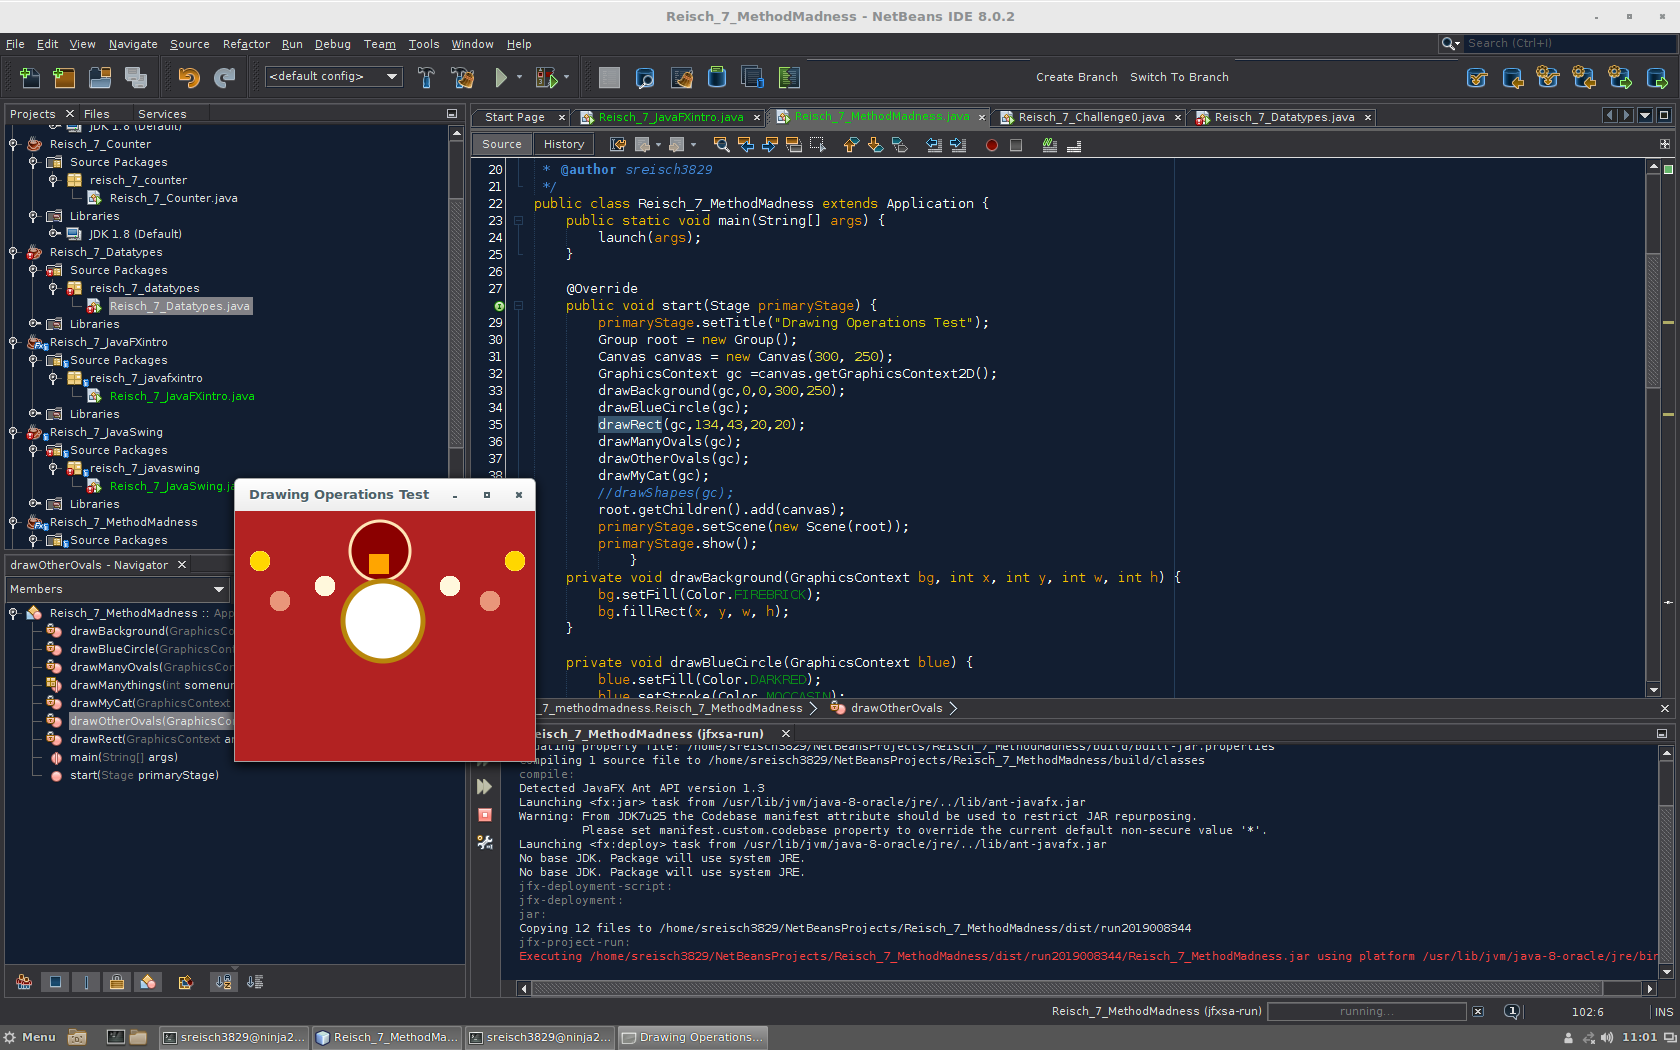 Reisch_7_MethodMadness - NetBeans IDE 8.0.2
File Edit View Navigate Source Refactor Run Debug Team Tools Window Help
Search (Ctrl+I)
<default config>
Create Branch Switch To Branch
Projects Files Services
JDK 1.8 (Default)
Reisch_7_Counter
Source Packages
reisch_7_counter
Reisch_7_Counter.java
Libraries
JDK 1.8 (Default)
Reisch_7_Datatypes
Source Packages
reisch_7_datatypes
Reisch_7_Datatypes.java
Libraries
Reisch_7_JavaFXintro
Source Packages
reisch_7_javafxintro
Reisch_7_JavaFXintro.java
Libraries
Reisch_7_JavaSwing
Source Packages
reisch_7_javaswing
Reisch_7_JavaSwing.ja
Libraries
Reisch_7_MethodMadness
Source Packages
drawOtherOvals - Navigator
Members
Reisch_7_MethodMadness :: App
drawBackground(GraphicsCo
drawBlueCircle(GraphicsCont
drawManyOvals(GraphicsCor
drawManythings(int somenur
drawMyCat(GraphicsContext
drawOtherOvals(GraphicsCor
drawRect(GraphicsContext ar
main(String[] args)
start(Stage primaryStage)
Drawing Operations Test
Start Page Reisch_7_JavaFXintro.java Reisch_7_MethodMadness.java Reisch_7_Challenge0.java Reisch_7_Datatypes.java
Source History
20 * @author sreisch3829
21 */
22 public class Reisch_7_MethodMadness extends Application {
23 public static void main(String[] args) {
24 launch(args);
25 }
26
27 @Override
public void start(Stage primaryStage) {
29 primaryStage.setTitle("Drawing Operations Test");
30 Group root = new Group();
31 Canvas canvas = new Canvas(300, 250);
32 GraphicsContext gc =canvas.getGraphicsContext2D();
33 drawBackground(gc,0,0,300,250);
34 drawBlueCircle(gc);
35 drawRect(gc,134,43,20,20);
36 drawManyOvals(gc);
37 drawOtherOvals(gc);
38 drawMyCat(gc);
//drawShapes(gc);
root.getChildren().add(canvas);
primaryStage.setScene(new Scene(root));
primaryStage.show();
}
private void drawBackground(GraphicsContext bg, int x, int y, int w, int h) {
bg.setFill(Color.FIREBRICK);
bg.fillRect(x, y, w, h);
}
private void drawBlueCircle(GraphicsContext blue) {
blue.setFill(Color.DARKRED);
blue.setStroke(Color.MOCCASIN);
_7_methodmadness.Reisch_7_MethodMadness drawOtherOvals
eisch_7_MethodMadness (jfxsa-run)
dating property file: /home/sreisch3829/NetBeansProjects/Reisch_7_MethodMadness/build/built-jar.properties
mpiling 1 source file to /home/sreisch3829/NetBeansProjects/Reisch_7_MethodMadness/build/classes
compile:
Detected JavaFX Ant API version 1.3
Launching <fx:jar> task from /usr/lib/jvm/java-8-oracle/jre/../lib/ant-javafx.jar
Warning: From JDK7u25 the Codebase manifest attribute should be used to restrict JAR repurposing.
Please set manifest.custom.codebase property to override the current default non-secure value '*'.
Launching <fx:deploy> task from /usr/lib/jvm/java-8-oracle/jre/../lib/ant-javafx.jar
No base JDK. Package will use system JRE.
No base JDK. Package will use system JRE.
jfx-deployment-script:
jfx-deployment:
jar:
Copying 12 files to /home/sreisch3829/NetBeansProjects/Reisch_7_MethodMadness/dist/run2019008344
jfx-project-run:
Executing /home/sreisch3829/NetBeansProjects/Reisch_7_MethodMadness/dist/run2019008344/Reisch_7_MethodMadness.jar using platform /usr/lib/jvm/java-8-oracle/jre/bin
Reisch_7_MethodMadness (jfxsa-run) running... 1 102:6 INS
Menu sreisch3829@ninja2... Reisch_7_MethodMa... sreisch3829@ninja2... Drawing Operations... 11:01